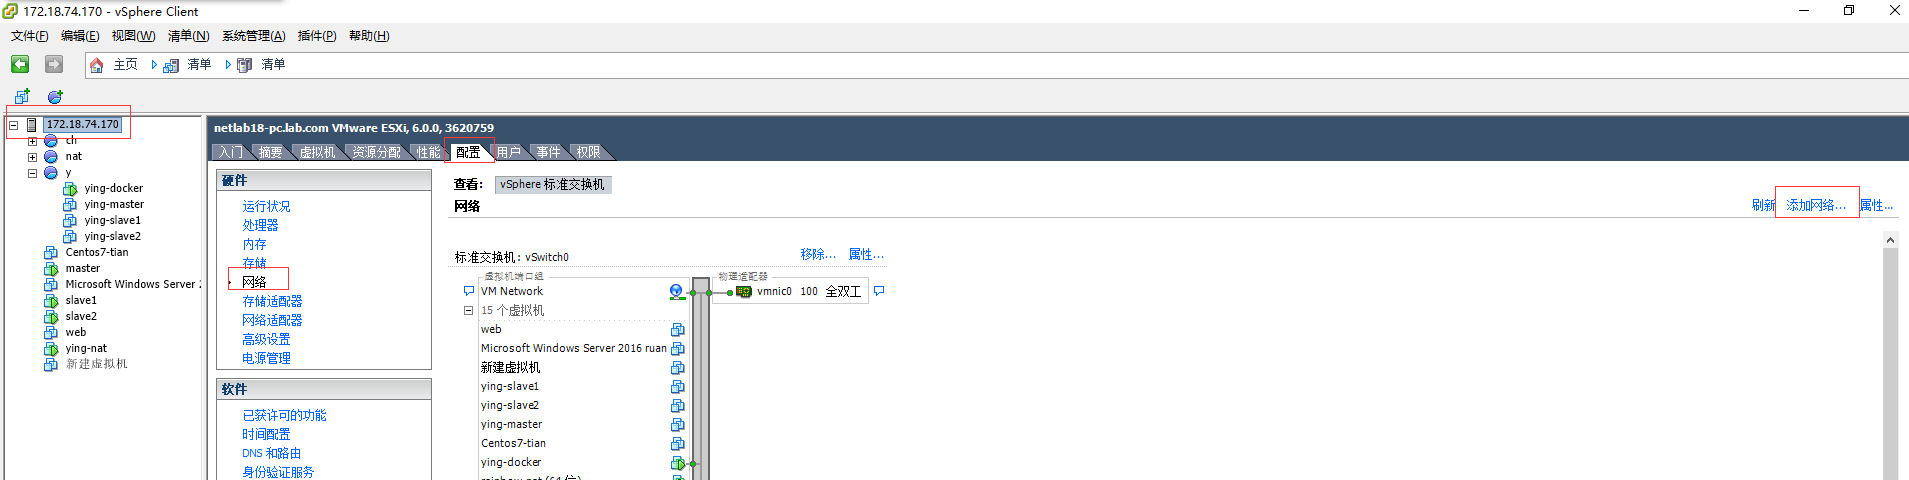 172.18.74.170 - vSphere Client
文件(F) 编辑(E) 视图(W) 清单(N) 系统管理(A) 插件(P) 帮助(H)
主页 清单 清单
172.18.74.170
ch
nat
y
ying-docker
ying-master
ying-slave1
ying-slave2
Centos7-tian
master
Microsoft Windows Server
slave1
slave2
web
ying-nat
新建虚拟机
netlab18-pc.lab.com VMware ESXi, 6.0.0, 3620759
入门 摘要 虚拟机 资源分配 性能 配置 用户 事件 权限
硬件
运行状况
处理器
内存
存储
网络
存储适配器
网络适配器
高级设置
电源管理
软件
已获许可的功能
时间配置
DNS 和路由
身份验证服务
查看: vSphere 标准交换机
网络
刷新 添加网络... 属性...
标准交换机: vSwitch0 移除... 属性...
虚拟机端口组 物理适配器
VM Network vmnic0 100 全双工
15 个虚拟机
web
Microsoft Windows Server 2016 ruan
新建虚拟机
ying-slave1
ying-slave2
ying-master
Centos7-tian
ying-docker